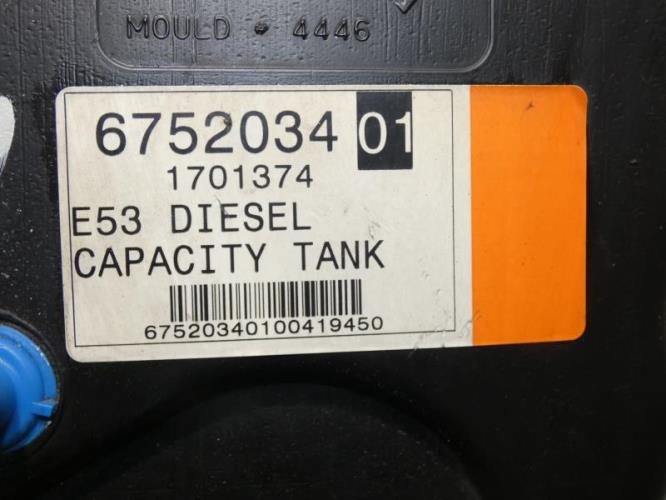 MOULD • 4446
6752034 01
1701374
E53 DIESEL
CAPACITY TANK
67520340100419450